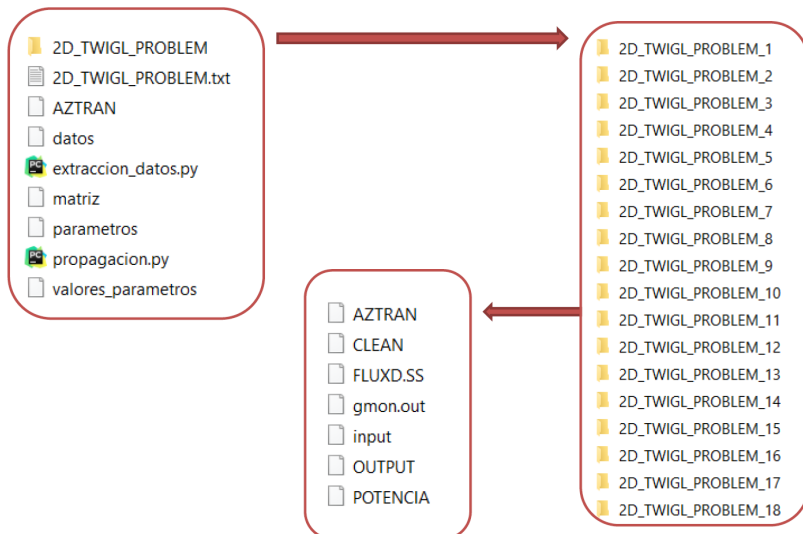 2D_TWIGL_PROBLEM
2D_TWIGL_PROBLEM.txt
AZTRAN
datos
extraccion_datos.py
matriz
parametros
propagacion.py
valores_parametros
2D_TWIGL_PROBLEM_1
2D_TWIGL_PROBLEM_2
2D_TWIGL_PROBLEM_3
2D_TWIGL_PROBLEM_4
2D_TWIGL_PROBLEM_5
2D_TWIGL_PROBLEM_6
2D_TWIGL_PROBLEM_7
2D_TWIGL_PROBLEM_8
2D_TWIGL_PROBLEM_9
2D_TWIGL_PROBLEM_10
2D_TWIGL_PROBLEM_11
2D_TWIGL_PROBLEM_12
2D_TWIGL_PROBLEM_13
2D_TWIGL_PROBLEM_14
2D_TWIGL_PROBLEM_15
2D_TWIGL_PROBLEM_16
2D_TWIGL_PROBLEM_17
2D_TWIGL_PROBLEM_18
AZTRAN
CLEAN
FLUXD.SS
gmon.out
input
OUTPUT
POTENCIA